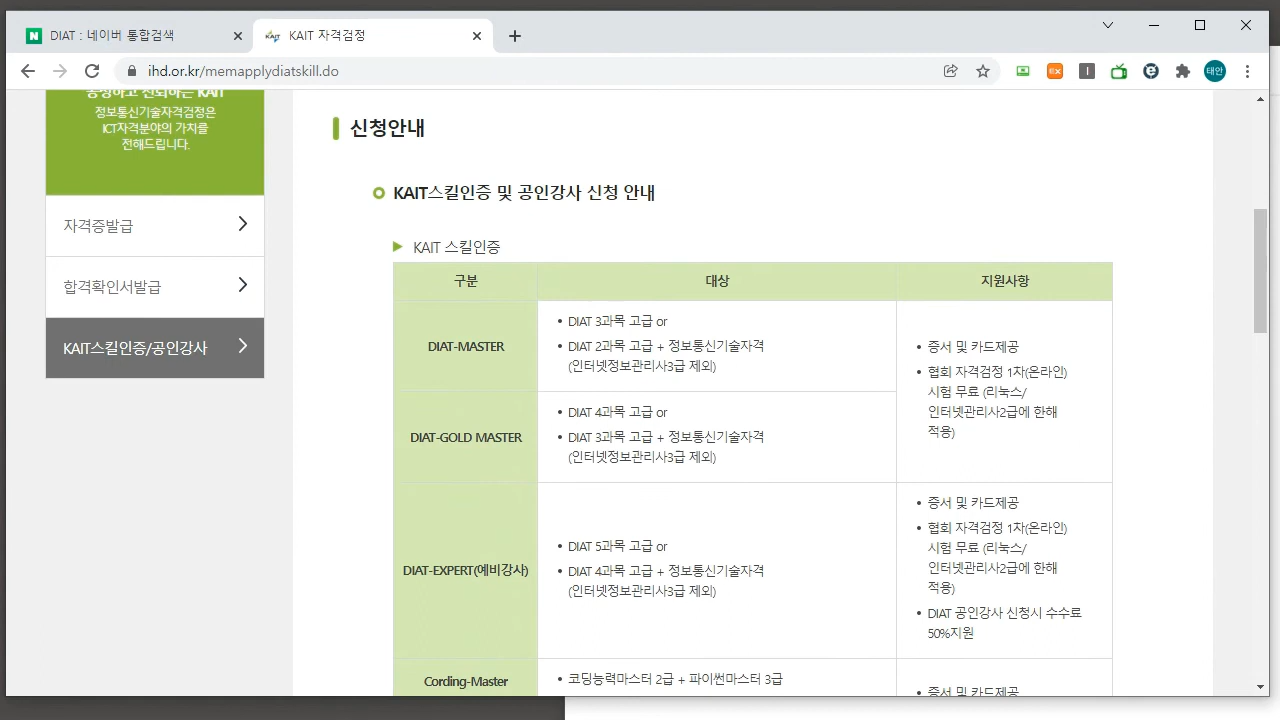 DIAT : 네이버 통합검색
KAIT 자격검정
ihd.or.kr/memapplydiatskill.do
태안
공정하고 신뢰하는 KAIT
정보통신기술자격검정은
ICT자격분야의 가치를
전해드립니다.
자격증발급
합격확인서발급
KAIT스킬인증/공인강사
신청안내
KAIT스킬인증 및 공인강사 신청 안내
KAIT 스킬인증
구분
대상
지원사항
DIAT-MASTER
• DIAT 3과목 고급 or
• DIAT 2과목 고급 + 정보통신기술자격
(인터넷정보관리사3급 제외)
• 증서 및 카드제공
• 협회 자격검정 1차(온라인)
시험 무료 (리눅스/
인터넷관리사2급에 한해
적용)
DIAT-GOLD MASTER
• DIAT 4과목 고급 or
• DIAT 3과목 고급 + 정보통신기술자격
(인터넷정보관리사3급 제외)
DIAT-EXPERT(예비강사)
• DIAT 5과목 고급 or
• DIAT 4과목 고급 + 정보통신기술자격
(인터넷정보관리사3급 제외)
• 증서 및 카드제공
• 협회 자격검정 1차(온라인)
시험 무료 (리눅스/
인터넷관리사2급에 한해
적용)
• DIAT 공인강사 신청시 수수료
50%지원
Cording-Master
• 코딩능력마스터 2급 + 파이썬마스터 3급
• 증서 및 카드제공